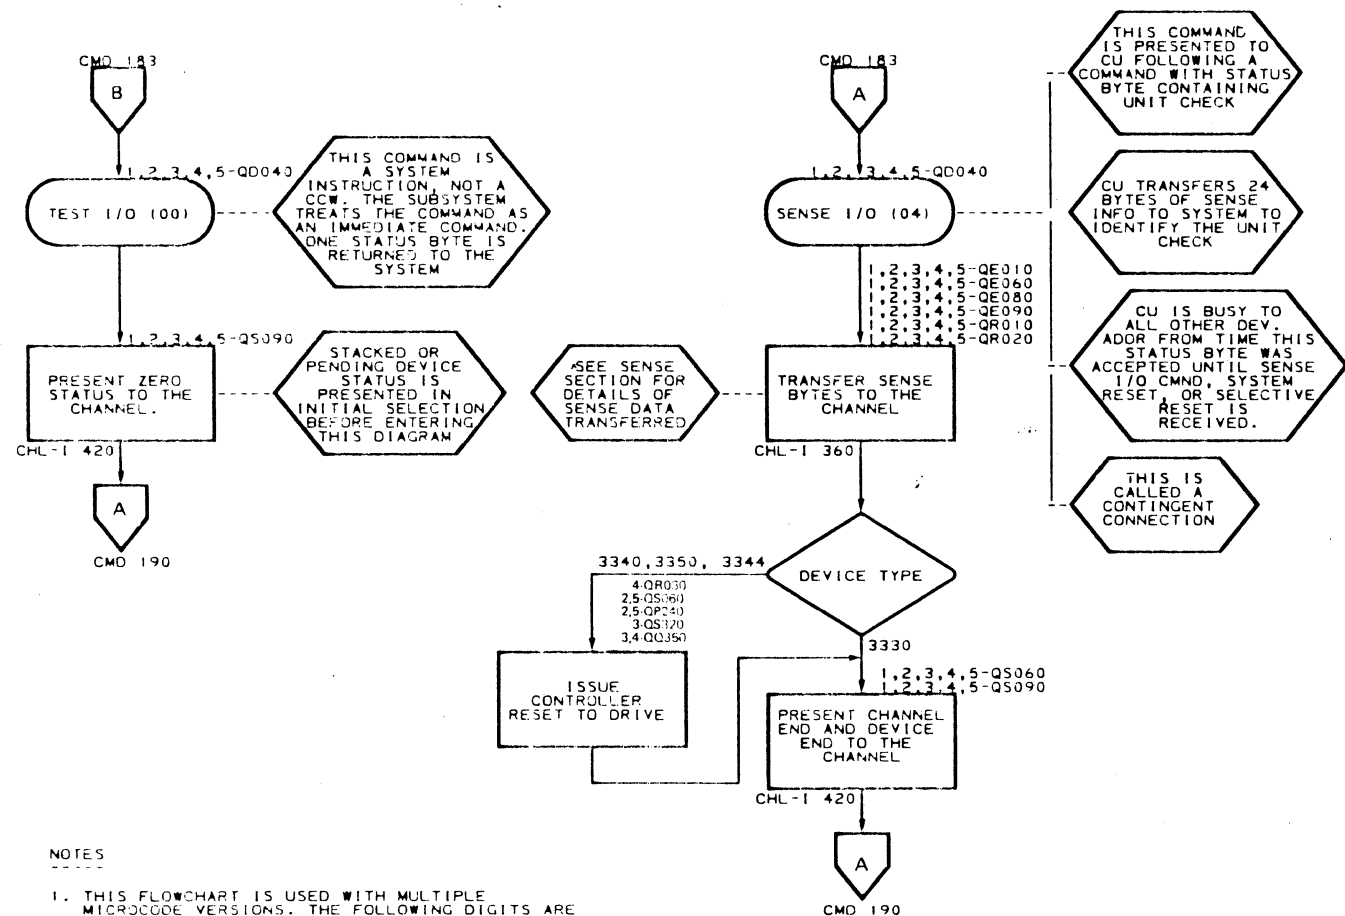 CMD 183
B
1,2,3,4,5-QD040
TEST I/O (00)
THIS COMMAND IS
A SYSTEM
INSTRUCTION, NOT A
CCW. THE SUBSYSTEM
TREATS THE COMMAND AS
AN IMMEDIATE COMMAND.
ONE STATUS BYTE IS
RETURNED TO THE
SYSTEM
1,2,3,4,5-QS090
PRESENT ZERO
STATUS TO THE
CHANNEL.
STACKED OR
PENDING DEVICE
STATUS IS
PRESENTED IN
INITIAL SELECTION
BEFORE ENTERING
THIS DIAGRAM
CHL-I 420
A
CMD 190
CMD 183
A
1,2,3,4,5-QD040
SENSE I/O (04)
THIS COMMAND
IS PRESENTED TO
CU FOLLOWING A
COMMAND WITH STATUS
BYTE CONTAINING
UNIT CHECK
CU TRANSFERS 24
BYTES OF SENSE
INFO TO SYSTEM TO
IDENTIFY THE UNIT
CHECK
CU IS BUSY TO
ALL OTHER DEV.
ADDR FROM TIME THIS
STATUS BYTE WAS
ACCEPTED UNTIL SENSE
I/O CMND, SYSTEM
RESET, OR SELECTIVE
RESET IS
RECEIVED.
THIS IS
CALLED A
CONTINGENT
CONNECTION
1,2,3,4,5-QE010
1,2,3,4,5-QE060
1,2,3,4,5-QE080
1,2,3,4,5-QE090
1,2,3,4,5-QR010
1,2,3,4,5-QR020
SEE SENSE
SECTION FOR
DETAILS OF
SENSE DATA
TRANSFERRED
TRANSFER SENSE
BYTES TO THE
CHANNEL
CHL-I 360
DEVICE TYPE
3340,3350, 3344
4-QR030
2,5-QS060
2,5-QP240
3-QS320
3,4-QQ360
ISSUE
CONTROLLER
RESET TO DRIVE
3330
1,2,3,4,5-QS060
1,2,3,4,5-QS090
PRESENT CHANNEL
END AND DEVICE
END TO THE
CHANNEL
CHL-I 420
A
CMD 190
NOTES
-----
1. THIS FLOWCHART IS USED WITH MULTIPLE
MICROCODE VERSIONS. THE FOLLOWING DIGITS ARE